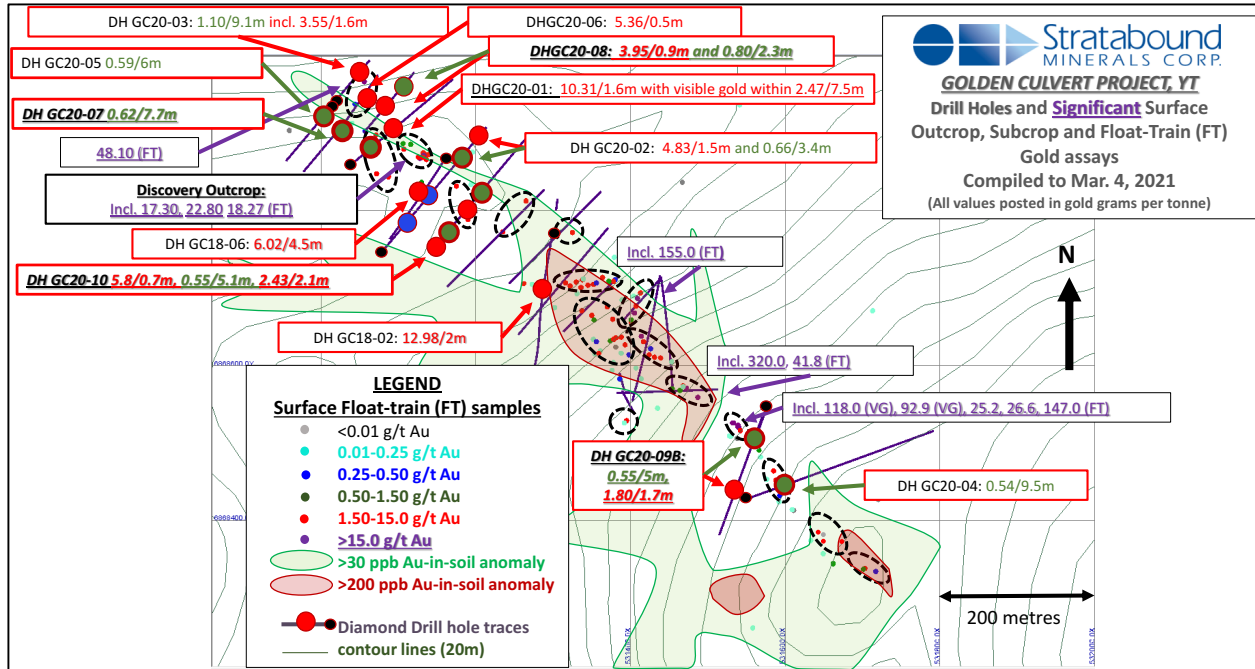 DH GC20-03: 1.10/9.1m incl. 3.55/1.6m
DHGC20-06: 5.36/0.5m
DH GC20-05 0.59/6m
DHGC20-08: 3.95/0.9m and 0.80/2.3m
DHGC20-01: 10.31/1.6m with visible gold within 2.47/7.5m
DH GC20-07 0.62/7.7m
48.10 (FT)
DH GC20-02: 4.83/1.5m and 0.66/3.4m
Discovery Outcrop:
Incl. 17.30, 22.80 18.27 (FT)
DH GC18-06: 6.02/4.5m
DH GC20-10 5.8/0.7m, 0.55/5.1m, 2.43/2.1m
DH GC18-02: 12.98/2m
Stratabound
MINERALS CORP.
GOLDEN CULVERT PROJECT, YT
Drill Holes and Significant Surface
Outcrop, Subcrop and Float-Train (FT)
Gold assays
Compiled to Mar. 4, 2021
(All values posted in gold grams per tonne)
N
Incl. 155.0 (FT)
Incl. 320.0, 41.8 (FT)
Incl. 118.0 (VG), 92.9 (VG), 25.2, 26.6, 147.0 (FT)
DH GC20-09B:
0.55/5m,
1.80/1.7m
DH GC20-04: 0.54/9.5m
200 metres
LEGEND
Surface Float-train (FT) samples
<0.01 g/t Au
0.01-0.25 g/t Au
0.25-0.50 g/t Au
0.50-1.50 g/t Au
1.50-15.0 g/t Au
>15.0 g/t Au
>30 ppb Au-in-soil anomaly
>200 ppb Au-in-soil anomaly
Diamond Drill hole traces
contour lines (20m)